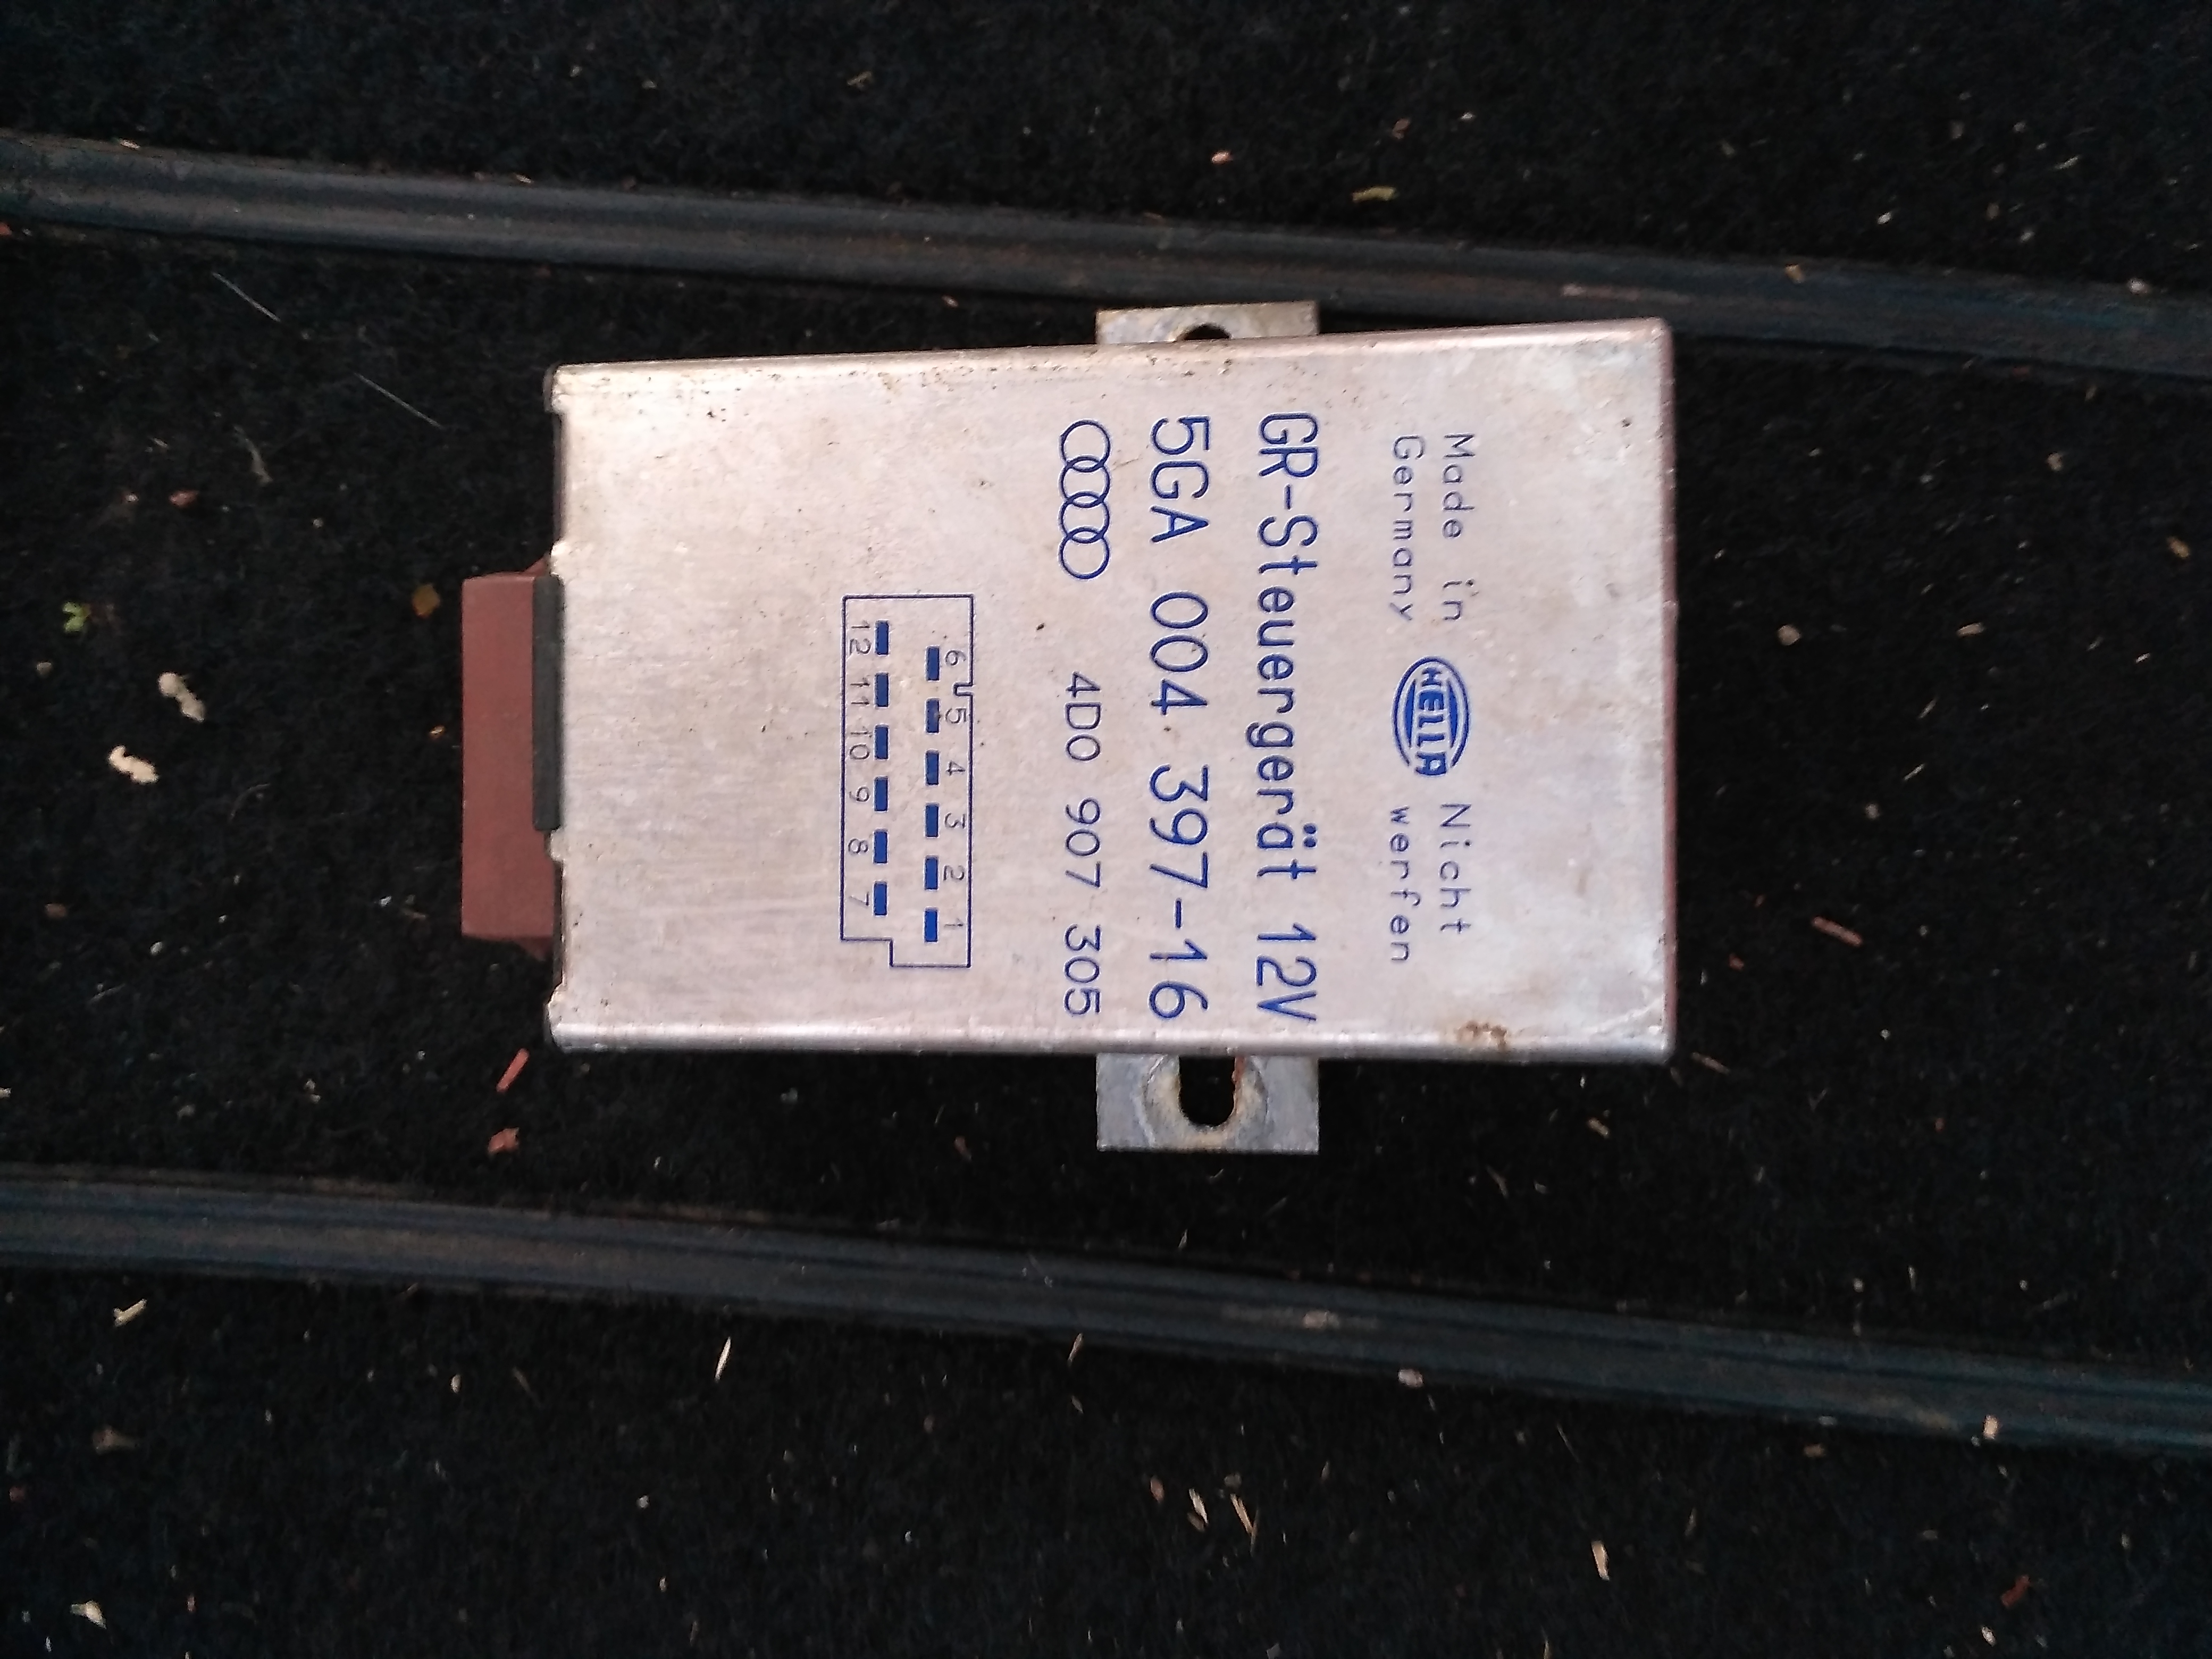 Made in
Germany
HELLA
Nicht
werfen
GR-Steuergerät 12V
5GA 004 397-16
4D0 907 305
6 5 4 3 2 1
12 11 10 9 8 7